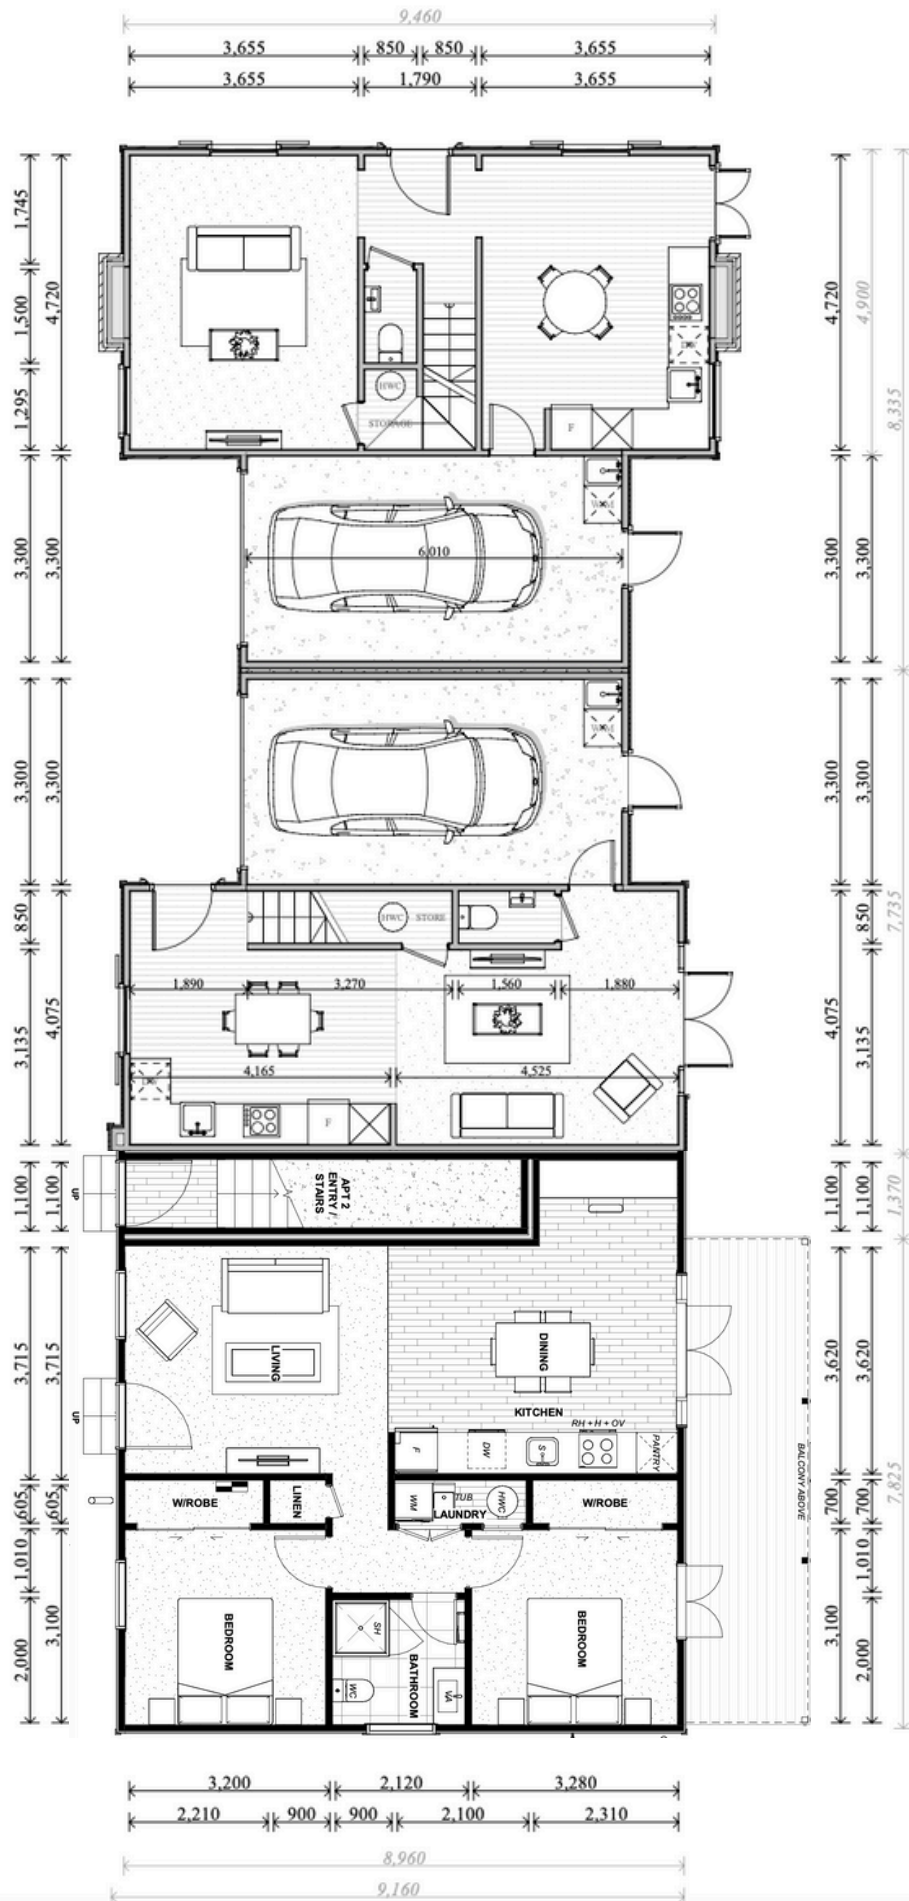 9,460
3,655 850 850 3,655
3,655 1,790 3,655
1,745
1,500
4,720
1,295
4,720
4,900
8,335
HWC
STORAGE
F
3,300
3,300
6,010
3,300
3,300
3,300
3,300
3,300
3,300
850
HWC STORE
850
7,735
1,890 3,270 1,560 1,880
3,135
4,075
4,075
3,135
4,165 4,525
F
1,100
1,100
UP
APT 2
ENTRY /
STAIRS
1,100
1,100
1,370
3,715
3,715
LIVING
DINING
3,620
3,620
UP
KITCHEN
RH + H + OV
F
DW
S
PANTRY
BALCONY ABOVE
7,825
605
605
W/ROBE
LINEN
WM
TUB
HWC
LAUNDRY
W/ROBE
700
700
1,010
1,010
2,000
3,100
BEDROOM
SH
WC
BATHROOM
VA
BEDROOM
3,100
2,000
3,200 2,120 3,280
2,210 900 900 2,100 2,310
8,960
9,160